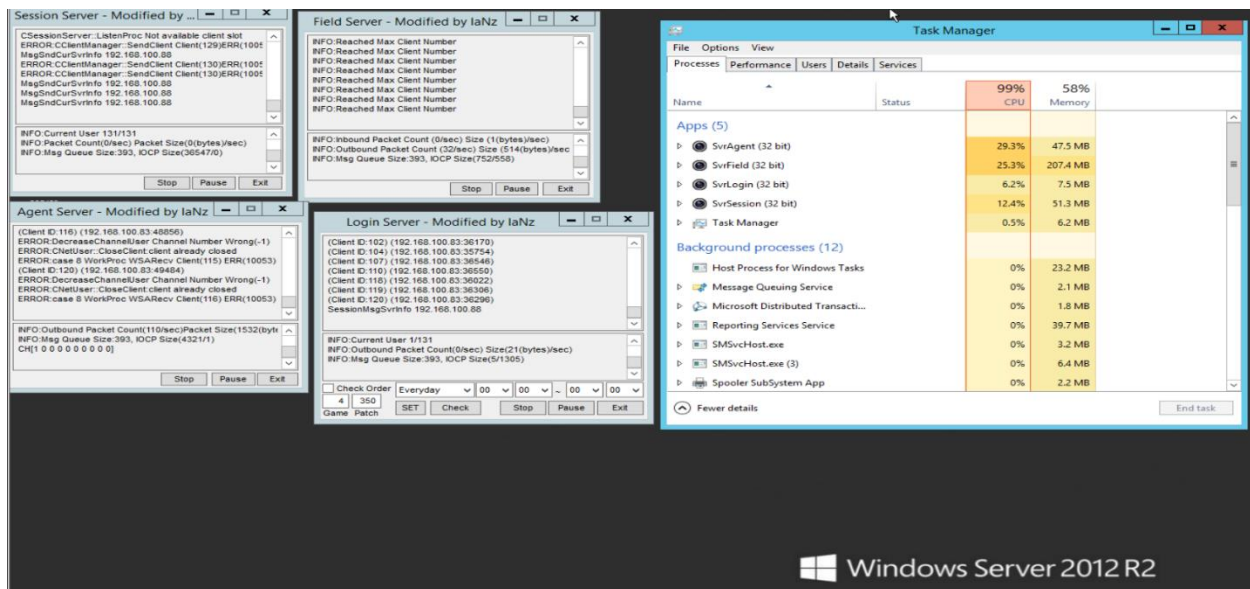 Session Server - Modified by ...
CSessionServer::ListenProc Not available client slot
ERROR:CClientManager::SendClient Client(129)ERR(1005
MsgSndCurSvrInfo 192.168.100.88
ERROR:CClientManager::SendClient Client(130)ERR(1005
ERROR:CClientManager::SendClient Client(130)ERR(1005
MsgSndCurSvrInfo 192.168.100.88
MsgSndCurSvrInfo 192.168.100.88
MsgSndCurSvrInfo 192.168.100.88
INFO:Current User 131/131
INFO:Packet Count(0/sec) Packet Size(0(bytes)/sec)
INFO:Msg Queue Size:393, IOCP Size(36547/0)
Stop Pause Exit
Field Server - Modified by IaNz
INFO:Reached Max Client Number
INFO:Reached Max Client Number
INFO:Reached Max Client Number
INFO:Reached Max Client Number
INFO:Reached Max Client Number
INFO:Reached Max Client Number
INFO:Reached Max Client Number
INFO:Reached Max Client Number
INFO:Inbound Packet Count (0/sec) Size (1(bytes)/sec)
INFO:Outbound Packet Count (32/sec) Size (514(bytes)/sec
INFO:Msg Queue Size:393, IOCP Size(752/558)
Stop Pause Exit
Agent Server - Modified by IaNz
(Client ID:116) (192.168.100.83:48856)
ERROR:DecreaseChannelUser Channel Number Wrong(-1)
ERROR:CNetUser::CloseClient:client already closed
ERROR:case 8 WorkProc WSARecv Client(115) ERR(10053)
(Client ID:120) (192.168.100.83:49484)
ERROR:DecreaseChannelUser Channel Number Wrong(-1)
ERROR:CNetUser::CloseClient:client already closed
ERROR:case 8 WorkProc WSARecv Client(116) ERR(10053)
INFO:Outbound Packet Count(110/sec)Packet Size(1532(byte
INFO:Msg Queue Size:393, IOCP Size(4321/1)
CH[1 0 0 0 0 0 0 0 0 0]
Stop Pause Exit
Login Server - Modified by IaNz
(Client ID:102) (192.168.100.83:36170)
(Client ID:104) (192.168.100.83:35754)
(Client ID:107) (192.168.100.83:36546)
(Client ID:110) (192.168.100.83:36550)
(Client ID:118) (192.168.100.83:36022)
(Client ID:119) (192.168.100.83:36306)
(Client ID:120) (192.168.100.83:36296)
SessionMsgSvrInfo 192.168.100.88
INFO:Current User 1/131
INFO:Outbound Packet Count(0/sec) Size(21(bytes)/sec)
INFO:Msg Queue Size:393, IOCP Size(5/1305)
Check Order Everyday 00 00 ~ 00 00
4 350 SET Check Stop Pause Exit
Game Patch
Task Manager
File Options View
Processes Performance Users Details Services
99% 58%
Name Status CPU Memory
Apps (5)
SvrAgent (32 bit) 29.3% 47.5 MB
SvrField (32 bit) 25.3% 207.4 MB
SvrLogin (32 bit) 6.2% 7.5 MB
SvrSession (32 bit) 12.4% 51.3 MB
Task Manager 0.5% 6.2 MB
Background processes (12)
Host Process for Windows Tasks 0% 23.2 MB
Message Queuing Service 0% 2.1 MB
Microsoft Distributed Transacti... 0% 1.8 MB
Reporting Services Service 0% 39.7 MB
SMSvcHost.exe 0% 3.2 MB
SMSvcHost.exe (3) 0% 6.4 MB
Spooler SubSystem App 0% 2.2 MB
Fewer details End task
Windows Server 2012 R2